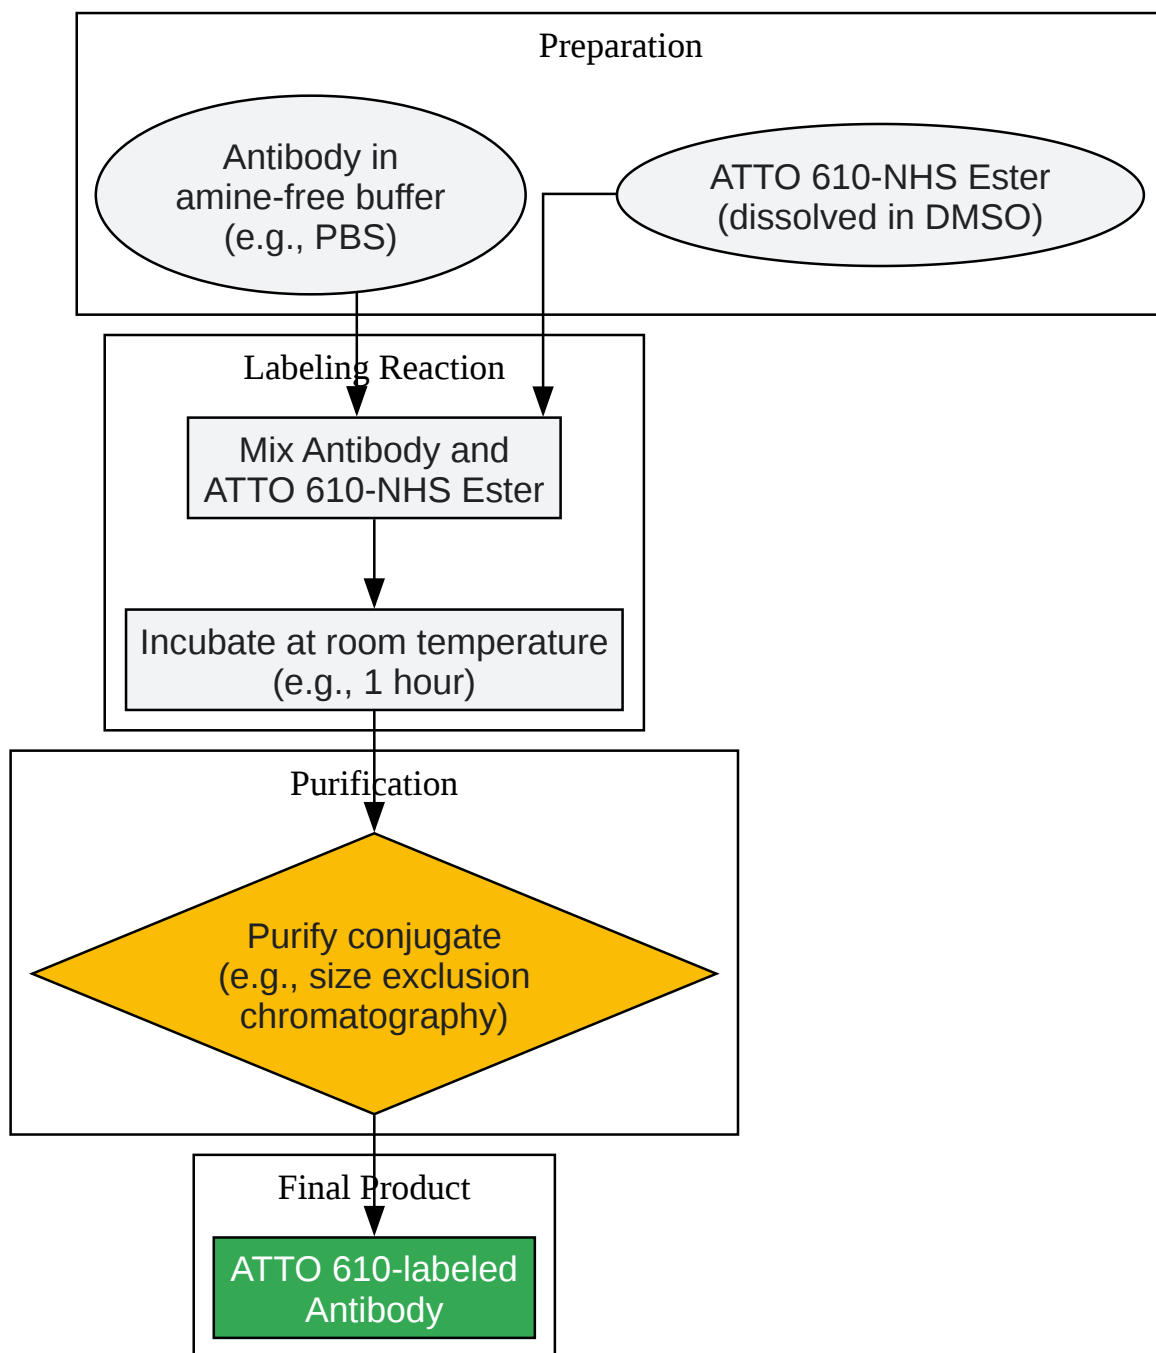 Preparation
Antibody in
amine-free buffer
(e.g., PBS)
ATTO 610-NHS Ester
(dissolved in DMSO)
Labeling Reaction
Mix Antibody and
ATTO 610-NHS Ester
Incubate at room temperature
(e.g., 1 hour)
Purification
Purify conjugate
(e.g., size exclusion
chromatography)
Final Product
ATTO 610-labeled
Antibody